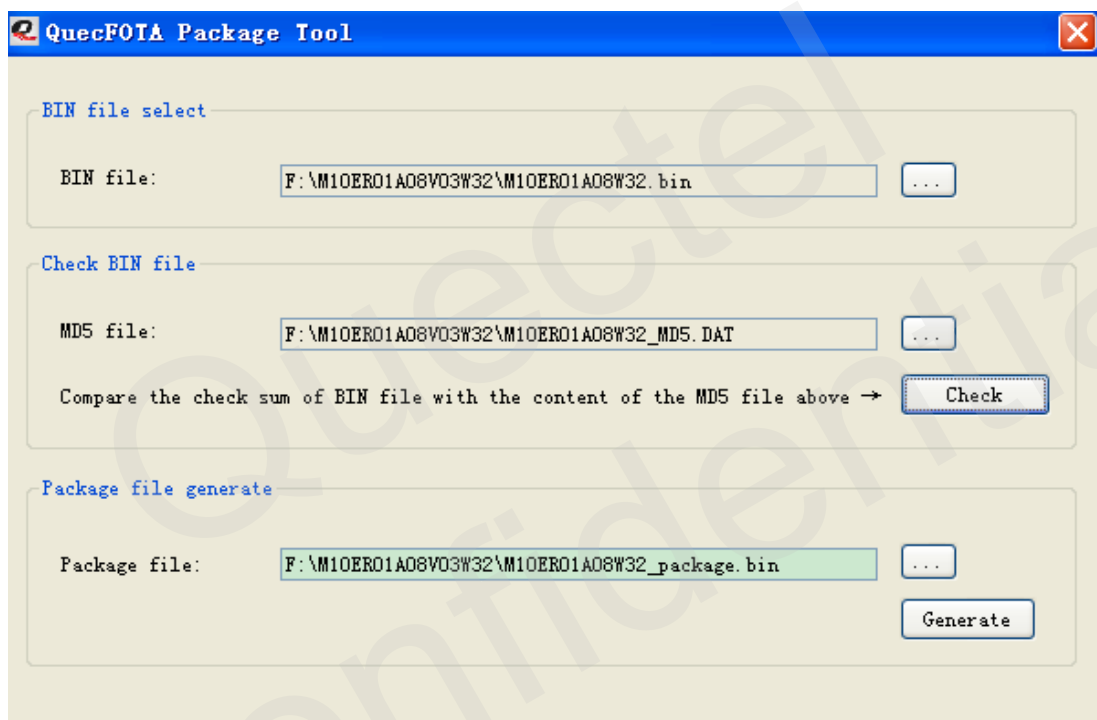 QuecFOTA Package Tool
BIN file select
BIN file:
F:\M10ER01A08V03W32\M10ER01A08W32.bin
...
Check BIN file
MD5 file:
F:\M10ER01A08V03W32\M10ER01A08W32_MD5.DAT
...
Compare the check sum of BIN file with the content of the MD5 file above →
Check
Package file generate
Package file:
F:\M10ER01A08V03W32\M10ER01A08W32_package.bin
...
Generate
Quectel
Confidential